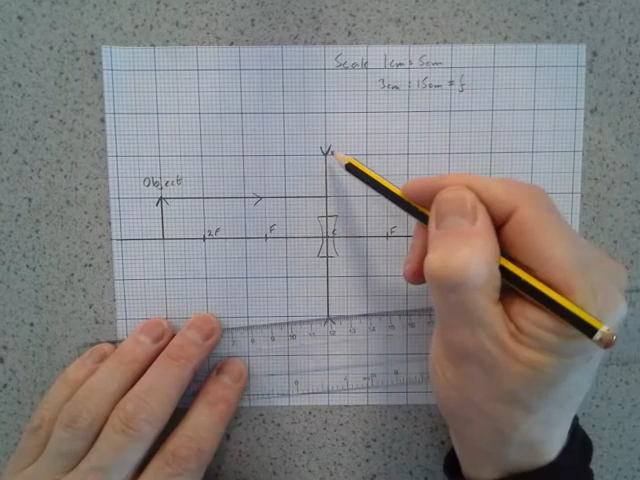 Scale 1cm : 5cm
3cm : 15cm = f
Object
2F
F
F